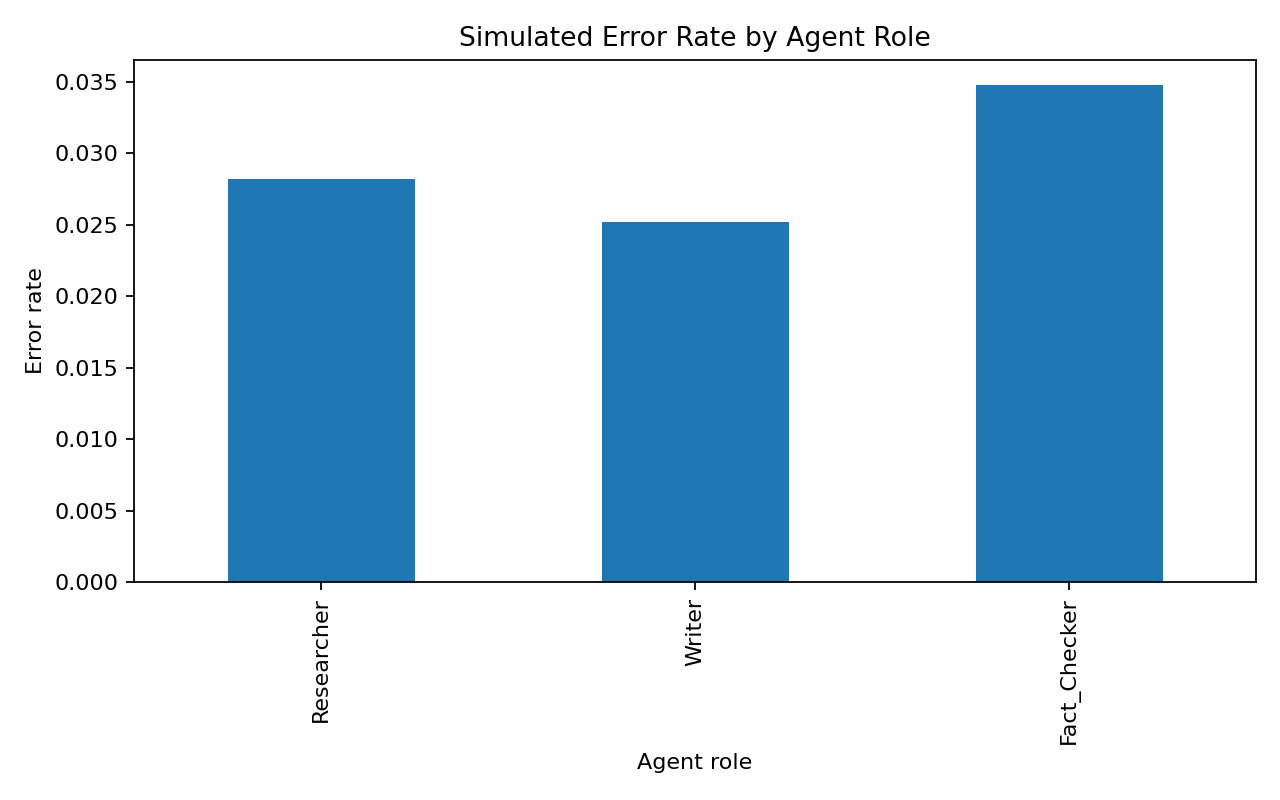 Simulated Error Rate by Agent Role
Error rate
0.035
0.030
0.025
0.020
0.015
0.010
0.005
0.000
Researcher
Writer
Fact_Checker
Agent role